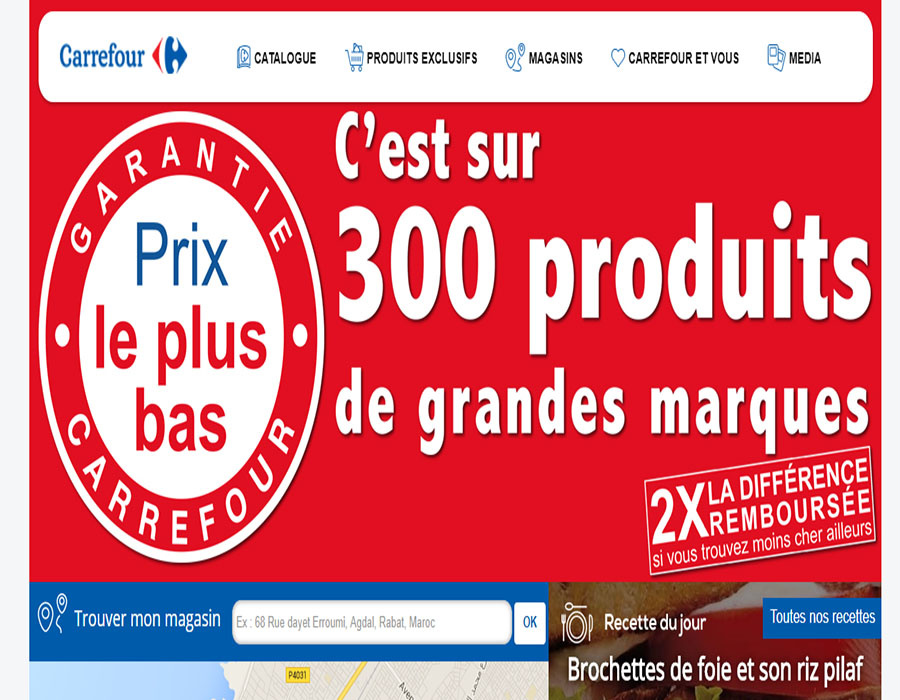 Carrefour
CATALOGUE
PRODUITS EXCLUSIFS
MAGASINS
CARREFOUR ET VOUS
MEDIA
GARANTIE
Prix
le plus
bas
CARREFOUR
C'est sur
300 produits
de grandes marques
2X LA DIFFÉRENCE
REMBOURSÉE
si vous trouvez moins cher ailleurs
Trouver mon magasin
Ex : 68 Rue dayet Erroumi, Agdal, Rabat, Maroc
OK
Recette du jour
Toutes nos recettes
Brochettes de foie et son riz pilaf
P4031